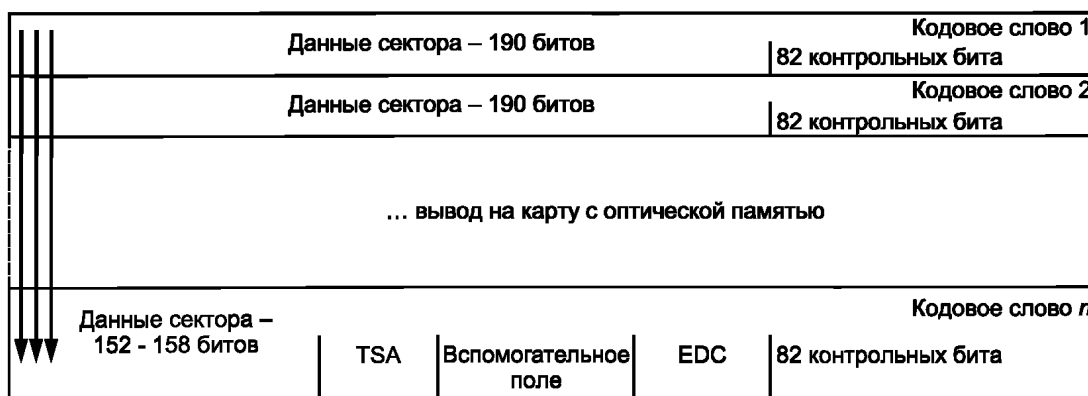 Кодовое слово 1
Данные сектора – 190 битов
82 контрольных бита
Кодовое слово 2
Данные сектора – 190 битов
82 контрольных бита
... вывод на карту с оптической памятью
Кодовое слово n
Данные сектора –
152 - 158 битов
TSA
Вспомогательное
поле
EDC
82 контрольных бита